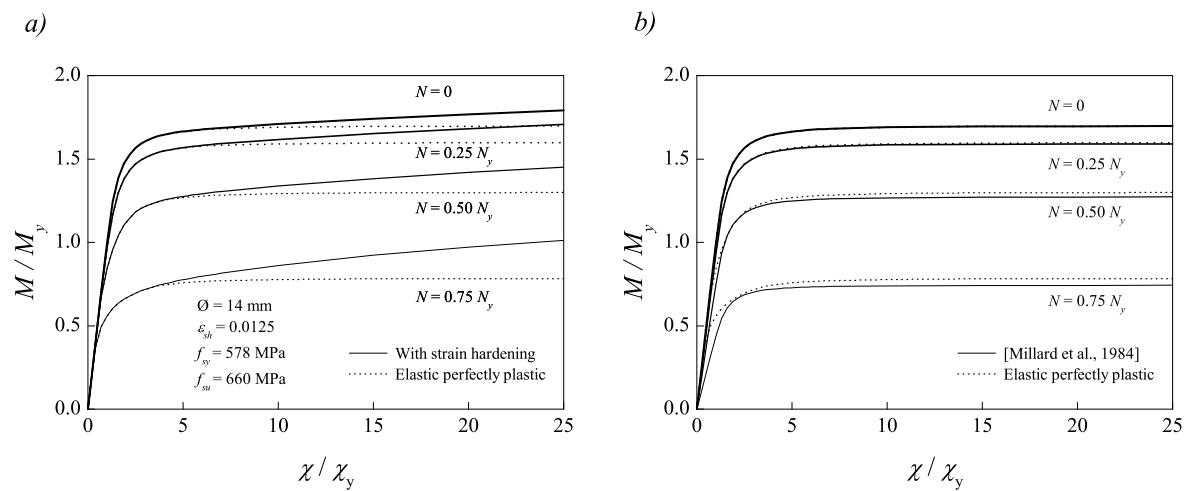 a)
2.0
1.5
1.0
0.5
0.0
M / M_y
N = 0
N = 0.25 N_y
N = 0.50 N_y
N = 0.75 N_y
Ø = 14 mm
ε_sh = 0.0125
f_sy = 578 MPa
f_su = 660 MPa
With strain hardening
Elastic perfectly plastic
0 5 10 15 20 25
χ / χ_y
b)
2.0
1.5
1.0
0.5
0.0
M / M_y
N = 0
N = 0.25 N_y
N = 0.50 N_y
N = 0.75 N_y
[Millard et al., 1984]
Elastic perfectly plastic
0 5 10 15 20 25
χ / χ_y